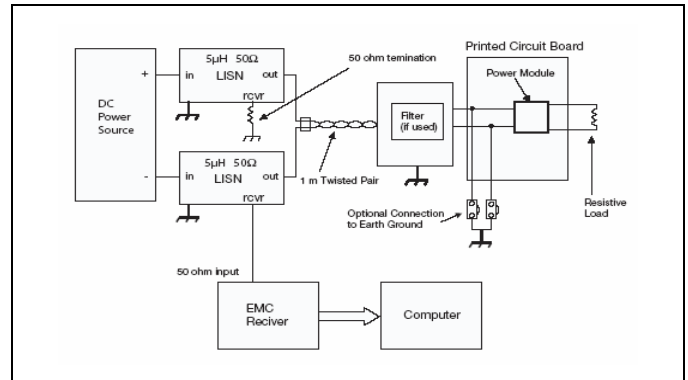 Printed Circuit Board
5µH 50Ω
LISN
in
out
rcvr
50 ohm temination
Power Module
+
DC
Power
Source
Filter
(if used)
-
5µH 50Ω
LISN
in
out
rcvr
1 m Twisted Pair
Optional Connection
to Earth Ground
Resistive
Load
50 ohm input
EMC
Reciver
Computer